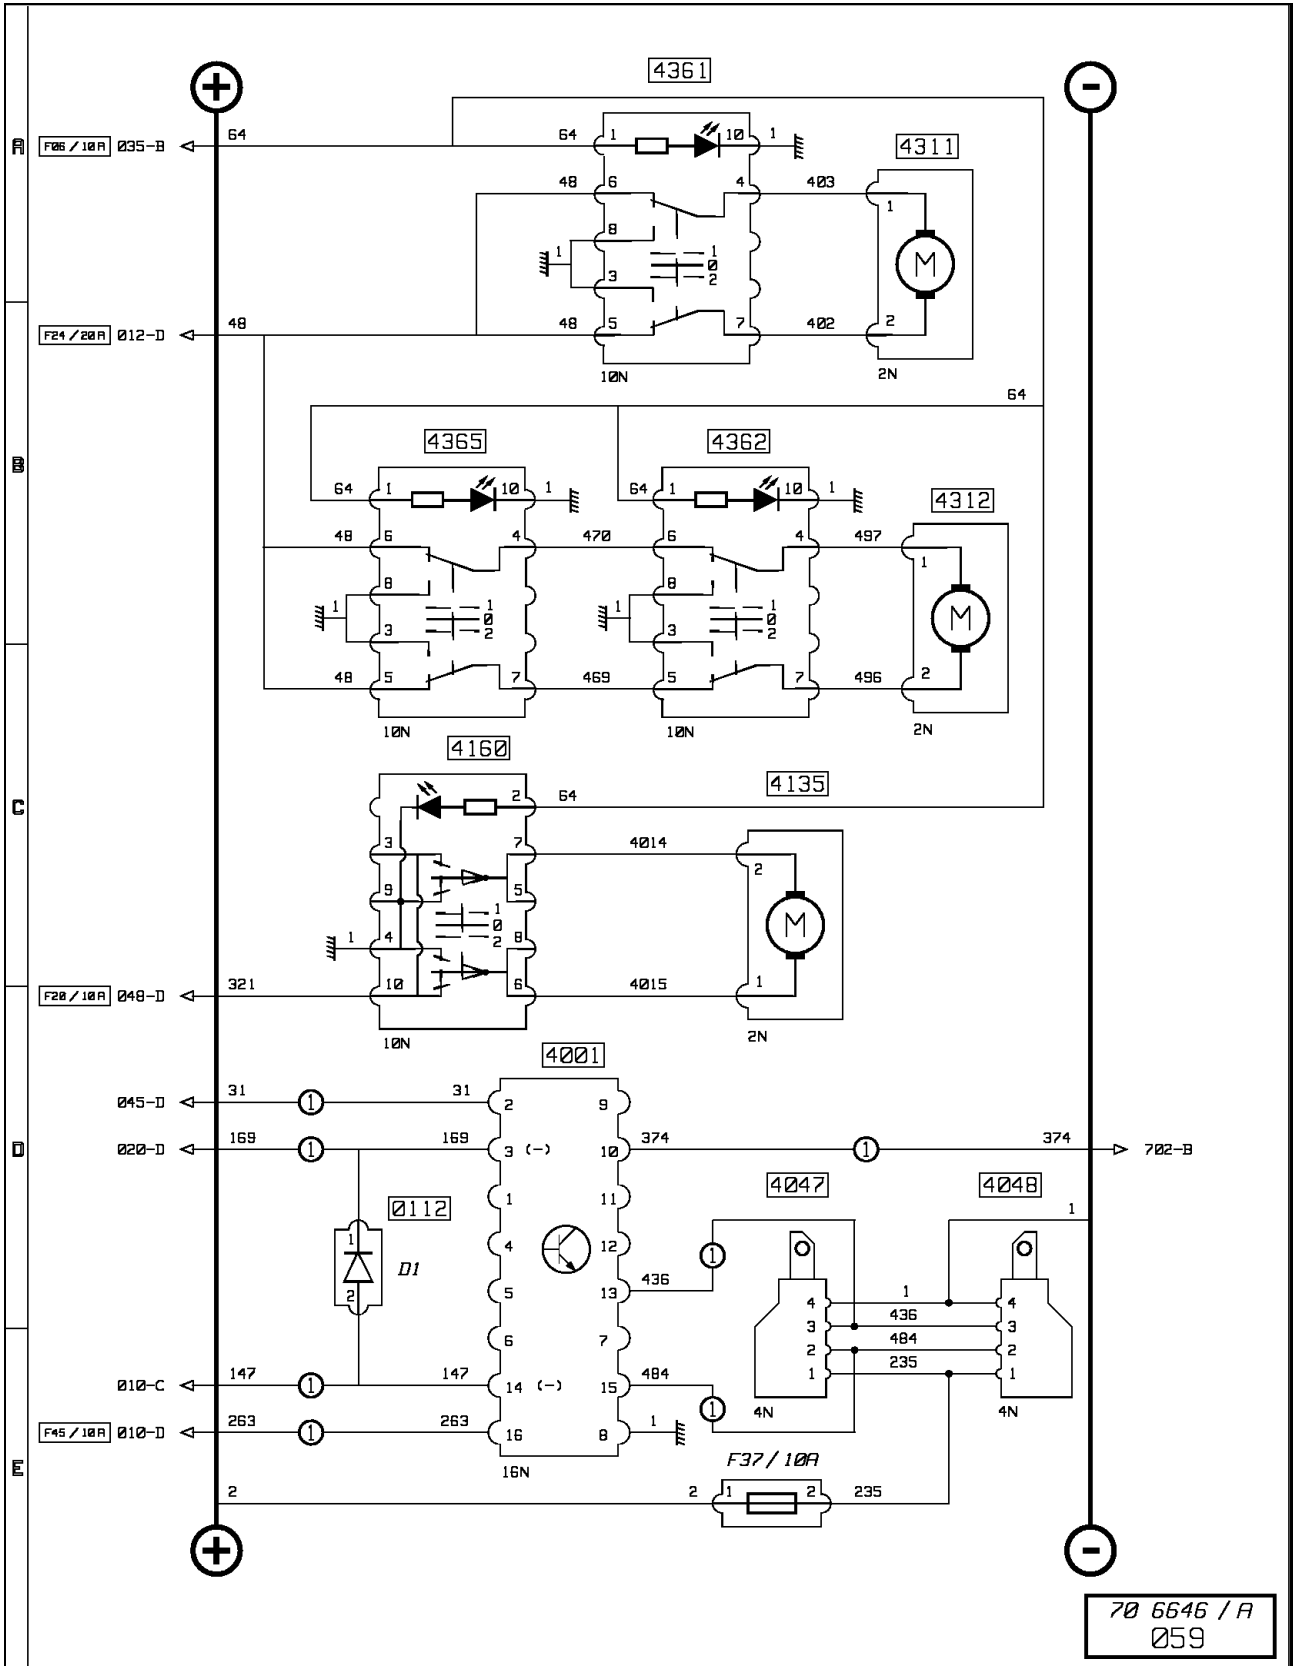 4361
+
-
A F06/10A 035-B 64 64 1 10 1
4311
48 6 4 403 1
8
1
3
1
0
2
M
F24/20A 012-D 48 48 5 7 402 2
10N
2N
64
B
4365
4362
64 1 10 1 64 1 10 1
4312
48 6 4 470 6 4 497 1
8
8
1
3
1
0
2
1
3
1
0
2
M
48 5 7 469 5 7 496 2
10N
10N
2N
4160
4135
C
2 64
3 7 4014 2
9 5
1
0
2
M
1 4 8
F20/10A 048-D 321 10 6 4015 1
10N
2N
4001
045-D 31 1 31 2 9
D 020-D 169 1 169 3 (-) 10 374 1 374 702-B
4047
4048
0112
1 11
1
1
D1
2
4 12 1
436
5 13
4 1 4
3 436 3
6 7
2 484 2
1 235 1
010-C 147 1 147 14 (-) 15 484
1
4N
4N
F45/10A 010-D 263 1 263 16 8 1
16N
E
F37/10A
2 2 1 2 235
+
-
70 6646/A
059